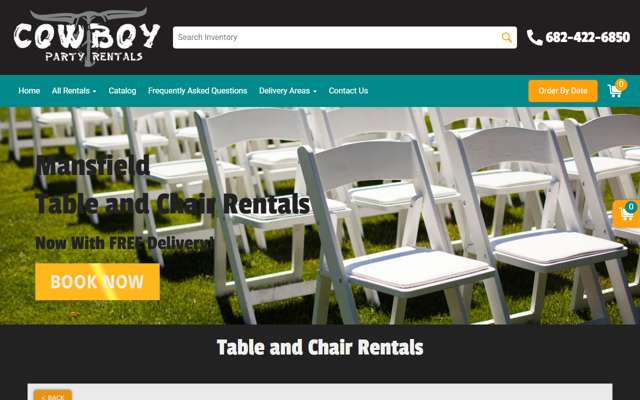 COWBOY
PARTY RENTALS
Search Inventory
682-422-6850
Home
All Rentals
Catalog
Frequently Asked Questions
Delivery Areas
Contact Us
Order By Date
0
Mansfield
Table and Chair Rentals
Now With FREE Delivery!
0
BOOK NOW
Table and Chair Rentals
< BACK